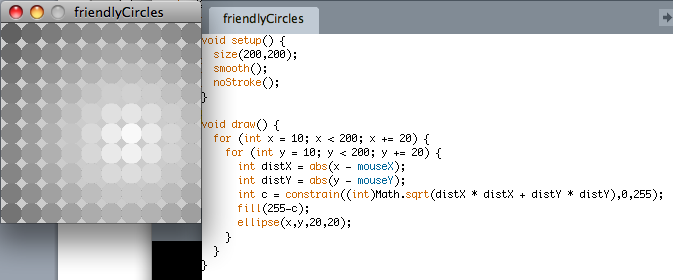 friendlyCircles
friendlyCircles
void setup() {
  size(200,200);
  smooth();
  noStroke();
}

void draw() {
  for (int x = 10; x < 200; x += 20) {
    for (int y = 10; y < 200; y += 20) {
      int distX = abs(x - mouseX);
      int distY = abs(y - mouseY);
      int c = constrain((int)Math.sqrt(distX * distX + distY * distY),0,255);
      fill(255-c);
      ellipse(x,y,20,20);
    }
  }
}